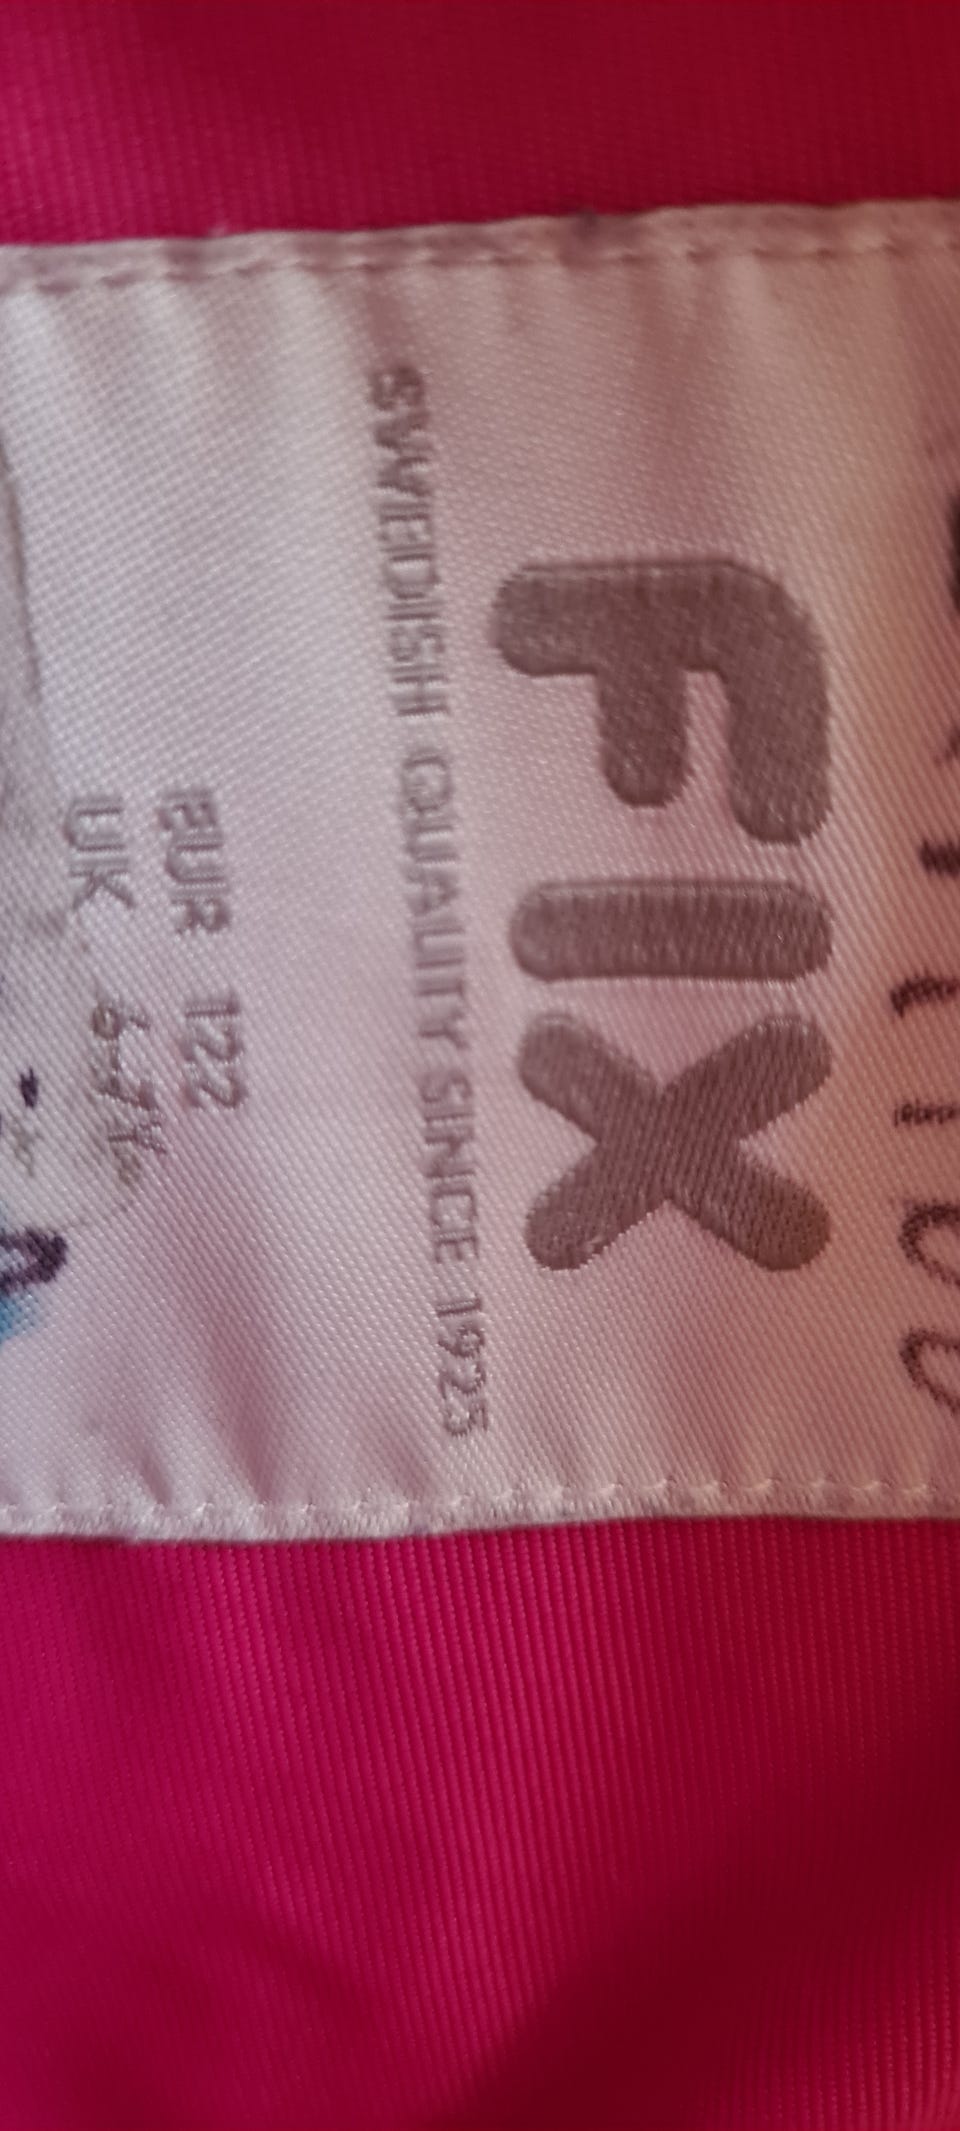 FIX
SWEDISH QUALITY SINCE 1925
EUR 122
UK 6-7Y